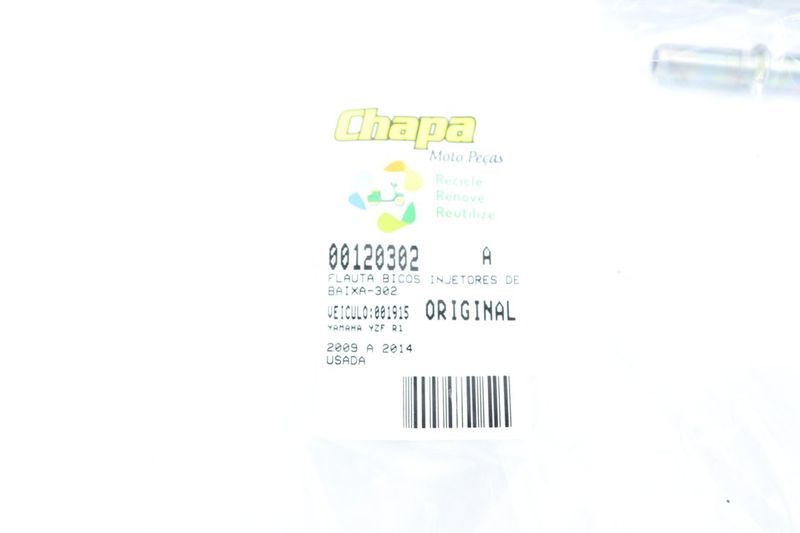 Chapa
Moto Peças
Recicle
Renove
Reutilize
00120302 A
FLAUTA BICOS INJETORES DE
BAIXA-302
VEICULO:001915 ORIGINAL
YAMAHA YZF R1
2009 A 2014
USADA